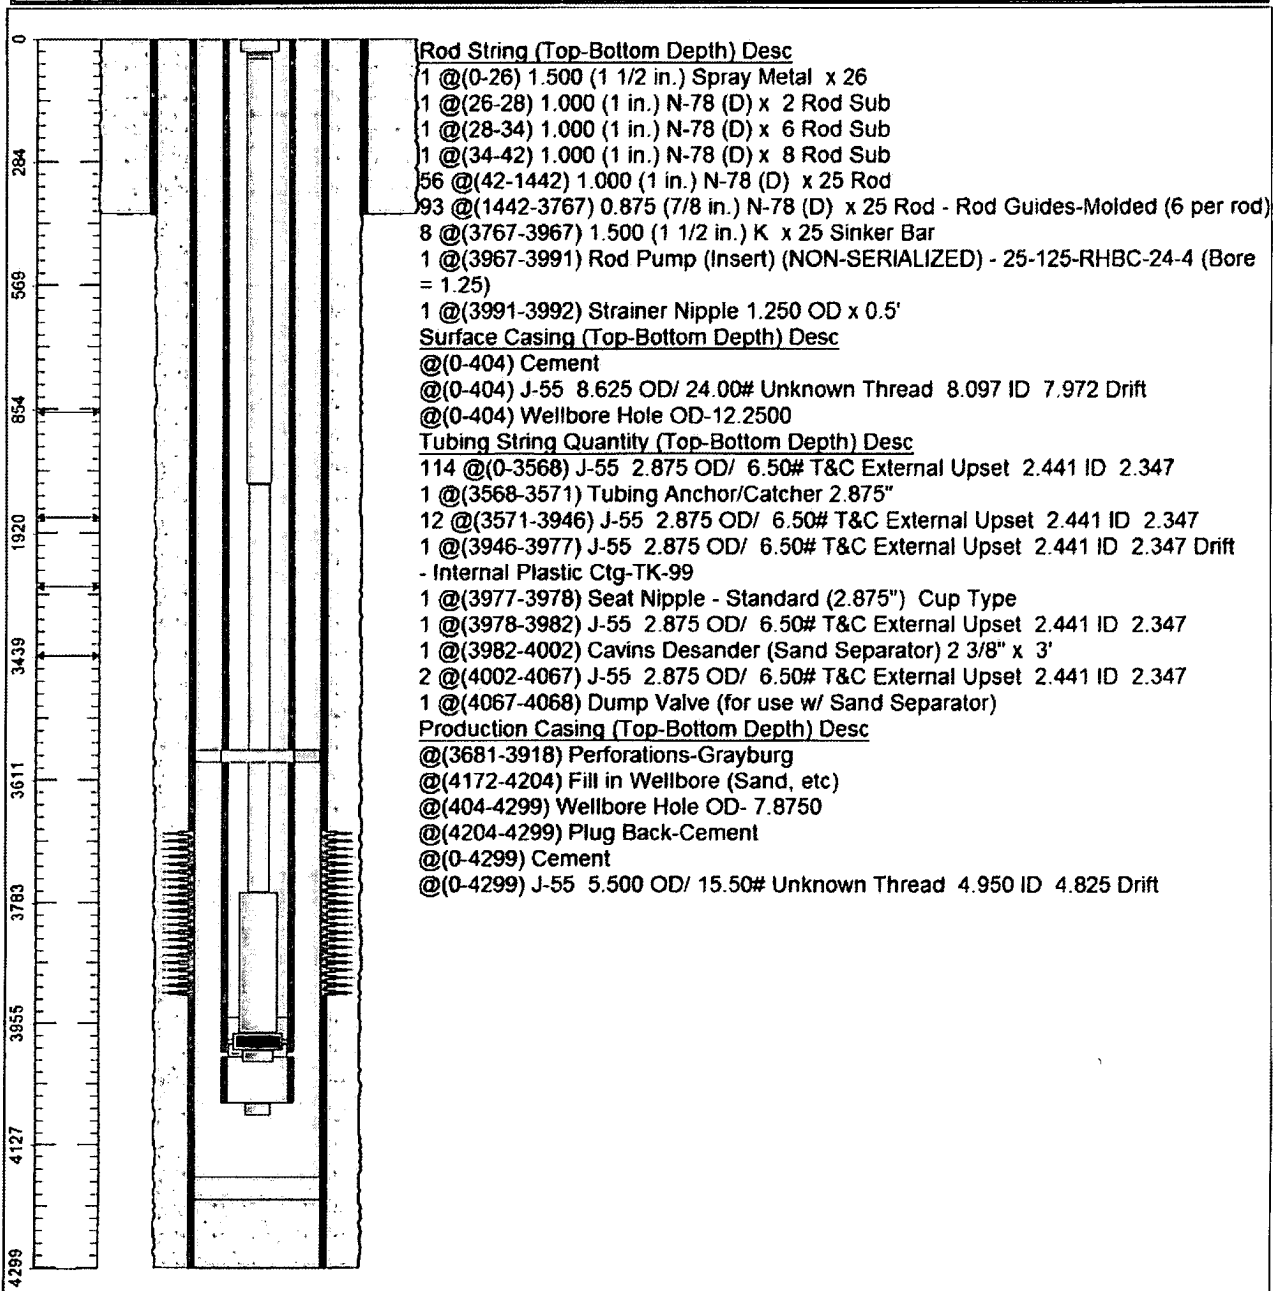 Rod String (Top-Bottom Depth) Desc
1 @(0-26) 1.500 (1 1/2 in.) Spray Metal x 26
1 @(26-28) 1.000 (1 in.) N-78 (D) x 2 Rod Sub
1 @(28-34) 1.000 (1 in.) N-78 (D) x 6 Rod Sub
1 @(34-42) 1.000 (1 in.) N-78 (D) x 8 Rod Sub
56 @(42-1442) 1.000 (1 in.) N-78 (D) x 25 Rod
93 @(1442-3767) 0.875 (7/8 in.) N-78 (D) x 25 Rod - Rod Guides-Molded (6 per rod)
8 @(3767-3967) 1.500 (1 1/2 in.) K x 25 Sinker Bar
1 @(3967-3991) Rod Pump (Insert) (NON-SERIALIZED) - 25-125-RHBC-24-4 (Bore
= 1.25)
1 @(3991-3992) Strainer Nipple 1.250 OD x 0.5'
Surface Casing (Top-Bottom Depth) Desc
@(0-404) Cement
@(0-404) J-55 8.625 OD/ 24.00# Unknown Thread 8.097 ID 7.972 Drift
@(0-404) Wellbore Hole OD-12.2500
Tubing String Quantity (Top-Bottom Depth) Desc
114 @(0-3568) J-55 2.875 OD/ 6.50# T&C External Upset 2.441 ID 2.347
1 @(3568-3571) Tubing Anchor/Catcher 2.875"
12 @(3571-3946) J-55 2.875 OD/ 6.50# T&C External Upset 2.441 ID 2.347
1 @(3946-3977) J-55 2.875 OD/ 6.50# T&C External Upset 2.441 ID 2.347 Drift
- Internal Plastic Ctg-TK-99
1 @(3977-3978) Seat Nipple - Standard (2.875") Cup Type
1 @(3978-3982) J-55 2.875 OD/ 6.50# T&C External Upset 2.441 ID 2.347
1 @(3982-4002) Cavins Desander (Sand Separator) 2 3/8" x 3'
2 @(4002-4067) J-55 2.875 OD/ 6.50# T&C External Upset 2.441 ID 2.347
1 @(4067-4068) Dump Valve (for use w/ Sand Separator)
Production Casing (Top-Bottom Depth) Desc
@(3681-3918) Perforations-Grayburg
@(4172-4204) Fill in Wellbore (Sand, etc)
@(404-4299) Wellbore Hole OD- 7.8750
@(4204-4299) Plug Back-Cement
@(0-4299) Cement
@(0-4299) J-55 5.500 OD/ 15.50# Unknown Thread 4.950 ID 4.825 Drift
0
284
569
854
1920
3439
3611
3783
3955
4127
4299